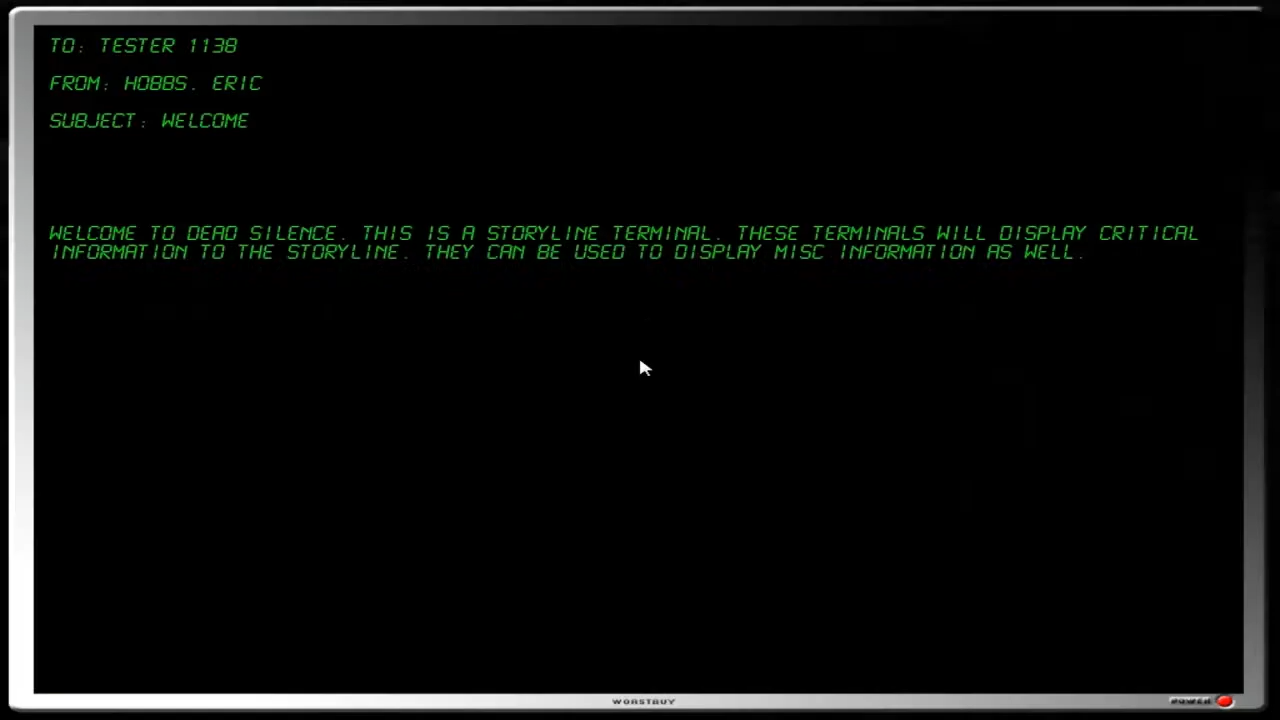 TO: TESTER 1138
FROM: HOBBS. ERIC
SUBJECT: WELCOME
WELCOME TO DEAD SILENCE. THIS IS A STORYLINE TERMINAL. THESE TERMINALS WILL DISPLAY CRITICAL
INFORMATION TO THE STORYLINE. THEY CAN BE USED TO DISPLAY MISC INFORMATION AS WELL.
WORSTBUY
POWER